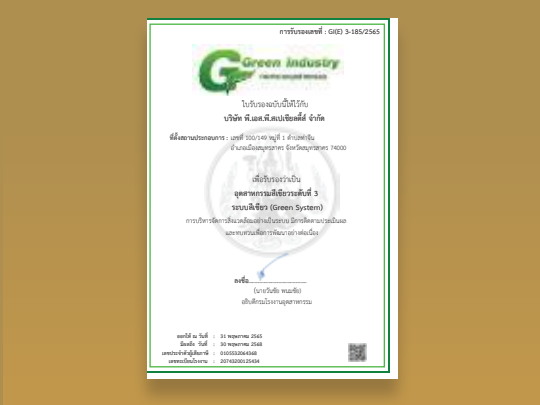 การรับรองเลขที่ : GI(E) 3-185/2565
Green Industry
ใบรับรองฉบับนี้ให้ไว้กับ
บริษัท พี.เอส.พี.สเปเชียลตี้ส์ จำกัด
ที่ตั้งสถานประกอบการ : เลขที่ 100/149 หมู่ที่ 1 ตำบลท่าจีน
อำเภอเมืองสมุทรสาคร จังหวัดสมุทรสาคร 74000
เพื่อรับรองว่าเป็น
อุตสาหกรรมสีเขียวระดับที่ 3
ระบบสีเขียว (Green System)
การบริหารจัดการสิ่งแวดล้อมอย่างเป็นระบบ มีการติดตามประเมินผล
และทบทวนเพื่อการพัฒนาอย่างต่อเนื่อง
ลงชื่อ
(นายวันชัย พนมชัย)
อธิบดีกรมโรงงานอุตสาหกรรม
ออกให้ ณ วันที่ : 31 พฤษภาคม 2565
มีผลถึง วันที่ : 30 พฤษภาคม 2568
เลขประจำตัวผู้เสียภาษี : 0105532064368
เลขทะเบียนโรงงาน : 20743200125434